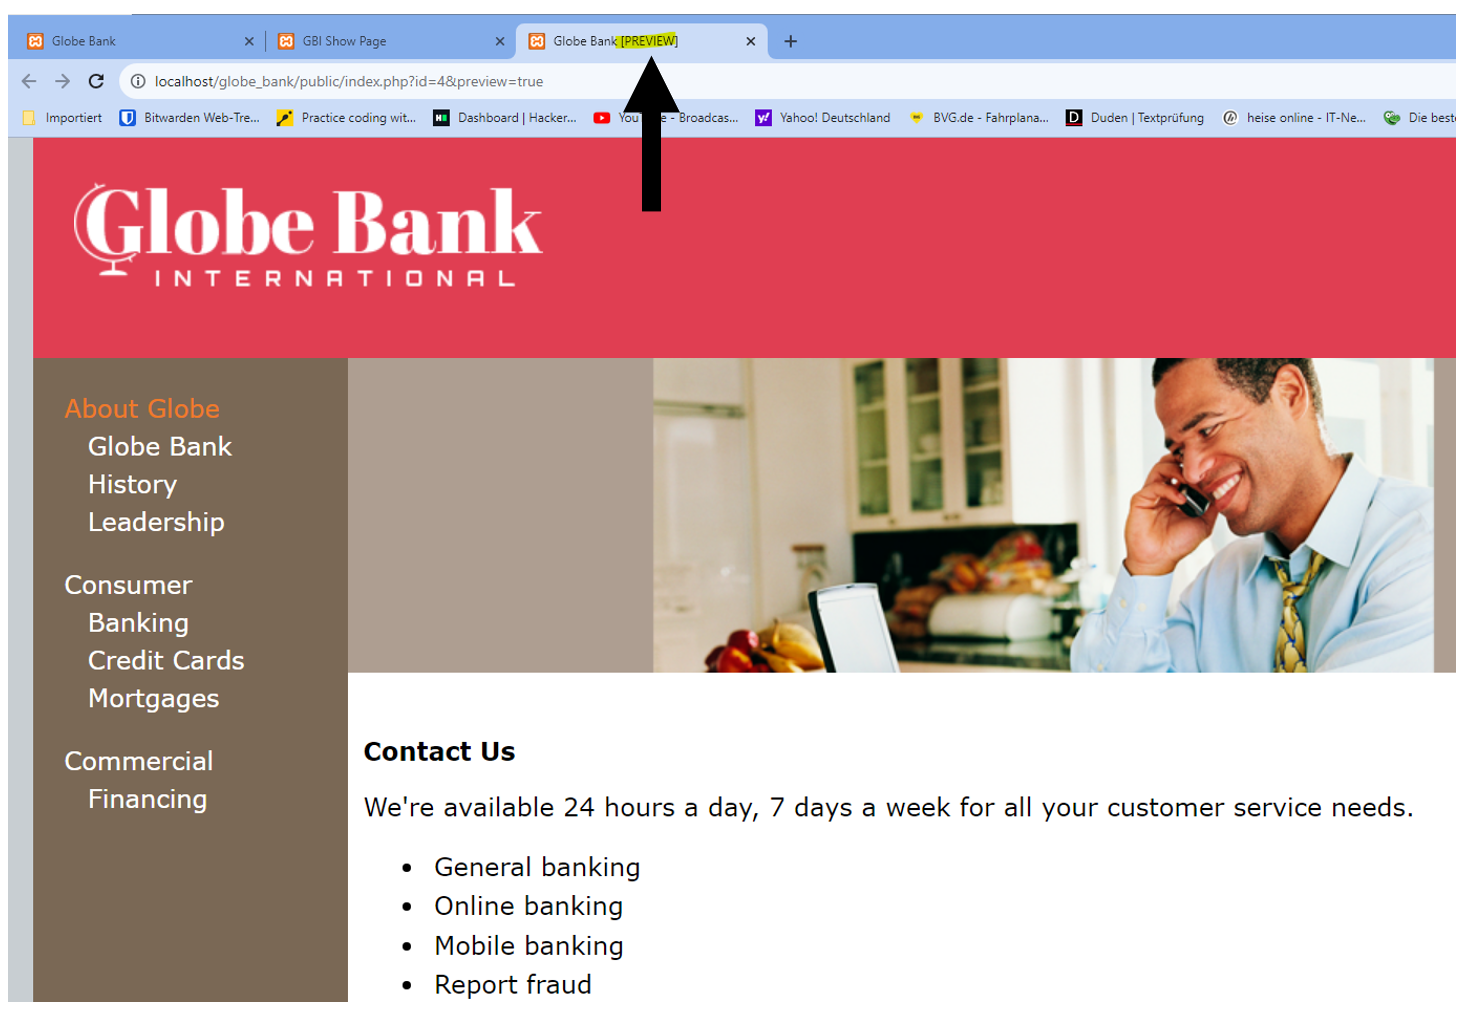 Globe Bank
GBI Show Page
Globe Bank [PREVIEW]
localhost/globe_bank/public/index.php?id=4&preview=true
Importiert
Bitwarden Web-Tre...
Practice coding wit...
Dashboard | Hacker...
- Broadcas...
Yahoo! Deutschland
BVG.de - Fahrplana...
Duden | Textprüfung
heise online - IT-Ne...
Die best
Globe Bank
INTERNATIONAL
About Globe
Globe Bank
History
Leadership
Consumer
Banking
Credit Cards
Mortgages
Commercial
Financing
Contact Us
We're available 24 hours a day, 7 days a week for all your customer service needs.
• General banking
• Online banking
• Mobile banking
• Report fraud